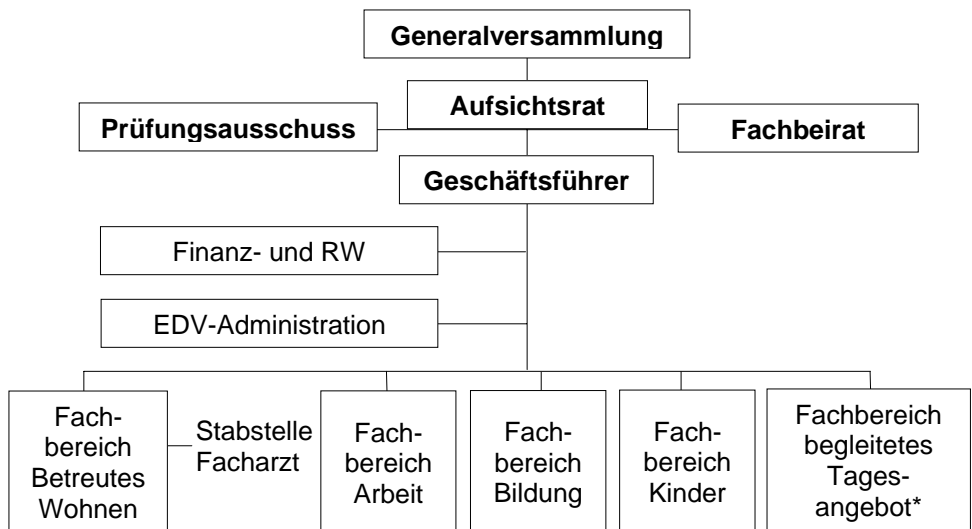 Generalversammlung
Aufsichtsrat
Prüfungsausschuss
Fachbeirat
Geschäftsführer
Finanz- und RW
EDV-Administration
Fach-
bereich
Betreutes
Wohnen
Stabstelle
Facharzt
Fach-
bereich
Arbeit
Fach-
bereich
Bildung
Fach-
bereich
Kinder
Fachbereich
begleitetes
Tages-
angebot*